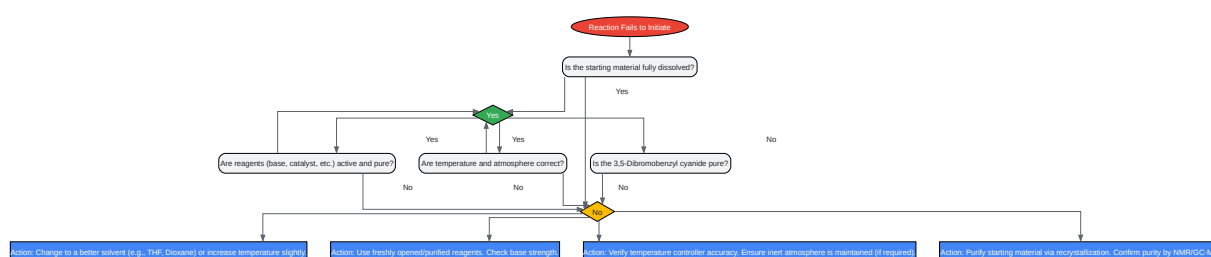 Reaction Fails to Initiate
Is the starting material fully dissolved?
Yes
Yes
Yes
Yes
No
Are reagents (base, catalyst, etc.) active and pure?
Are temperature and atmosphere correct?
Is the 3,5-Dibromobenzyl cyanide pure?
No
No
No
No
Action: Change to a better solvent (e.g., THF, Dioxane) or increase temperature slightly.
Action: Use freshly opened/purified reagents. Check base strength.
Action: Verify temperature controller accuracy. Ensure inert atmosphere is maintained (if required).
Action: Purify starting material via recrystallization. Confirm purity by NMR/GC-M